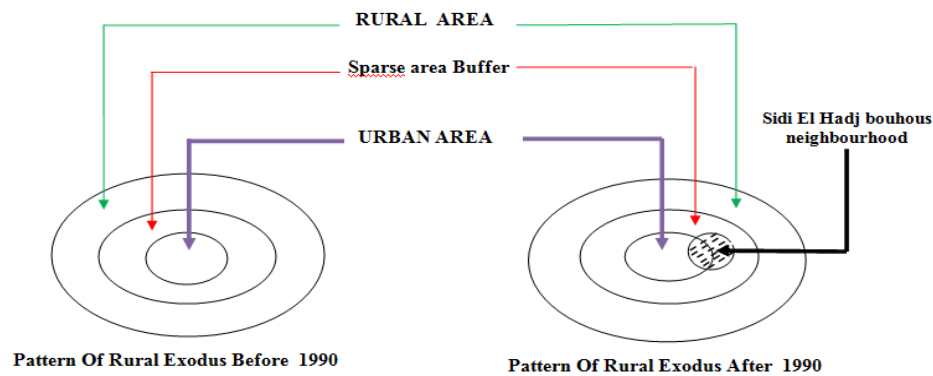 RURAL AREA
Sparse area Buffer
URBAN AREA
Sidi El Hadj bouhous
neighbourhood
Pattern Of Rural Exodus Before 1990
Pattern Of Rural Exodus After 1990